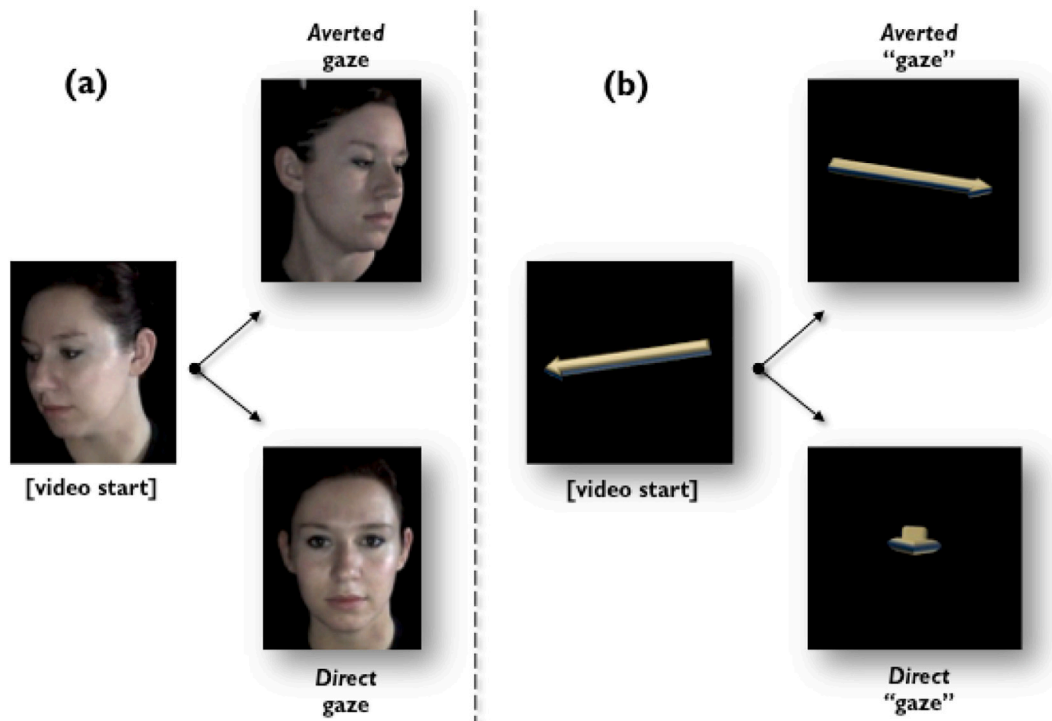 (a)
Averted
gaze
[video start]
Direct
gaze
(b)
Averted
“gaze”
[video start]
Direct
“gaze”